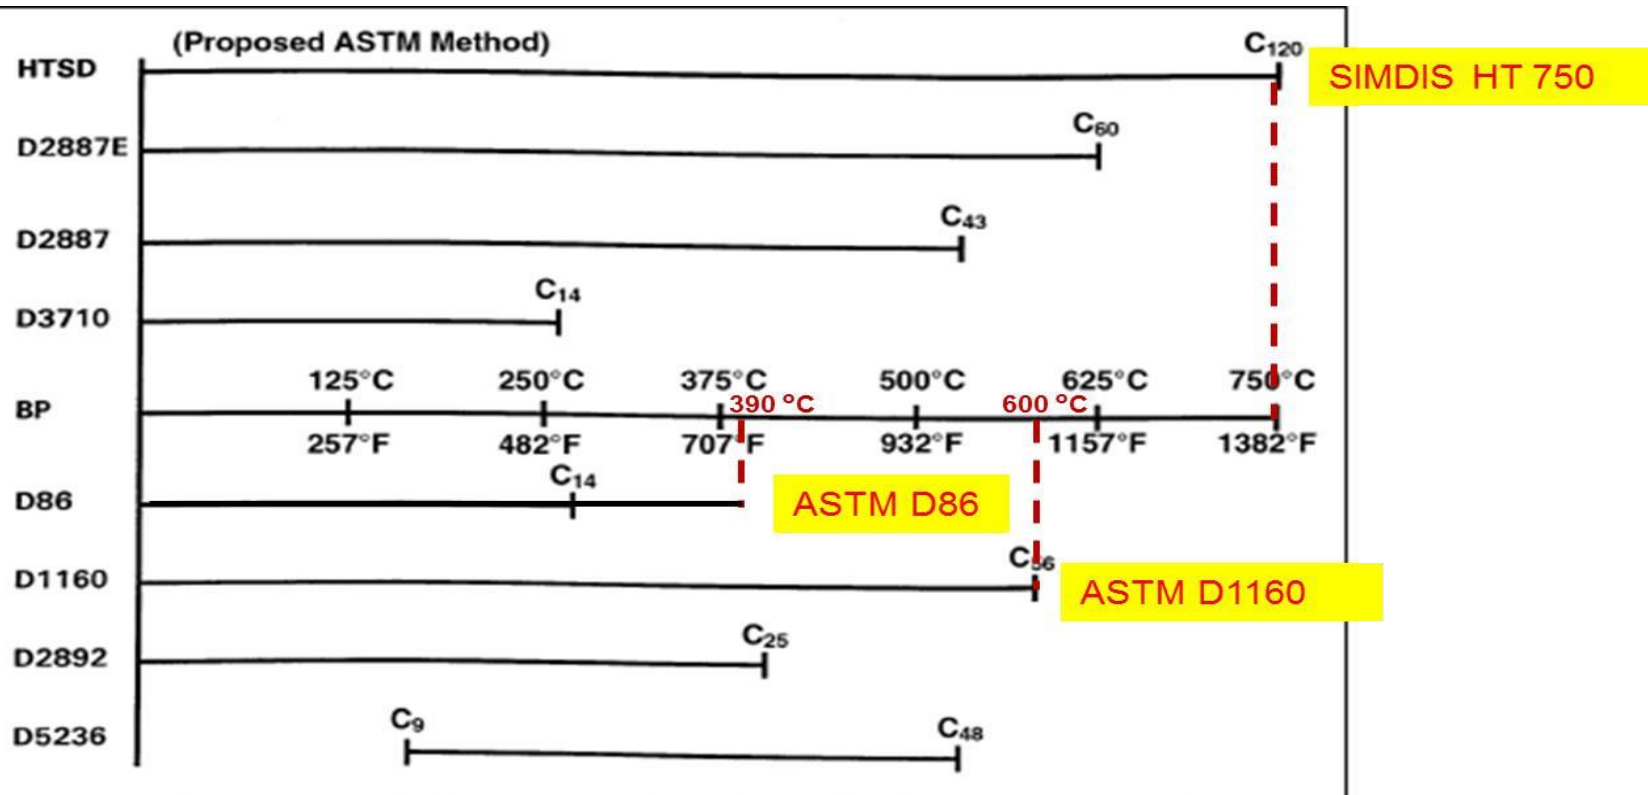 (Proposed ASTM Method)
HTSD C₁₂₀ SIMDIS HT 750
D2887E C₆₀
D2887 C₄₃
D3710 C₁₄
125°C 250°C 375°C 500°C 625°C 750°C
BP 390 °C 600 °C
257°F 482°F 707°F 932°F 1157°F 1382°F
D86 C₁₄ ASTM D86
D1160 C₅₆ ASTM D1160
D2892 C₂₅
D5236 C₉ C₄₈